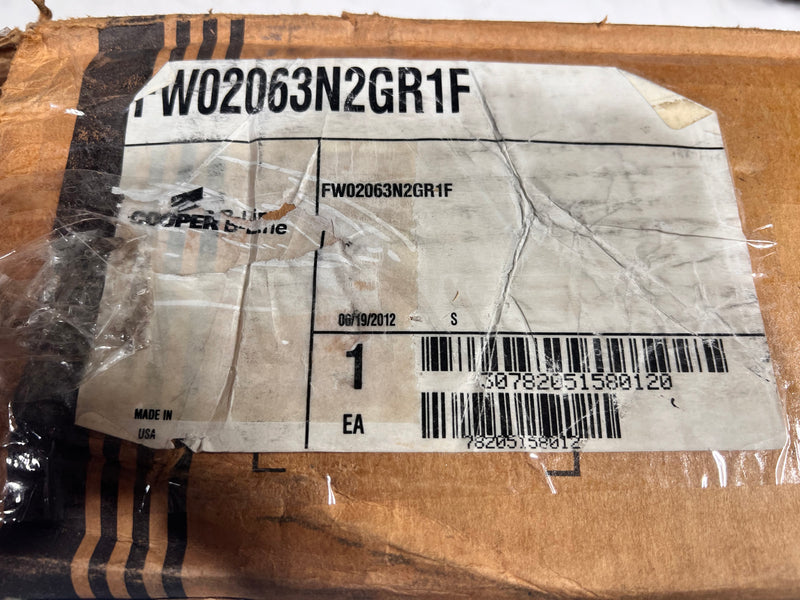 FW02063N2GR1F
FW02063N2GR1F
COOPER B-Line
06/19/2012 S
1
30782051580120
EA
MADE IN
USA
78205158012